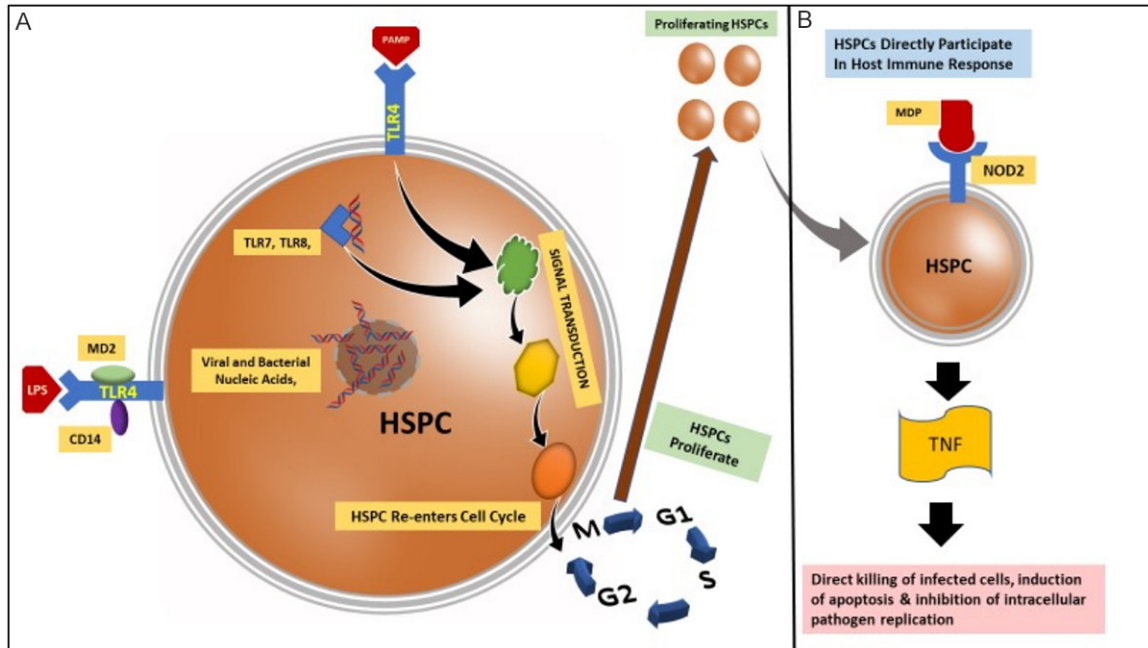 A
PAMP
TLR4
TLR7, TLR8,
Viral and Bacterial
Nucleic Acids,
HSPC
SIGNAL TRANSDUCTION
MD2
LPS
TLR4
CD14
HSPC Re-enters Cell Cycle
M
G1
S
G2
HSPCs
Proliferate
Proliferating HSPCs
B
HSPCs Directly Participate
In Host Immune Response
MDP
NOD2
HSPC
TNF
Direct killing of infected cells, induction
of apoptosis & inhibition of intracellular
pathogen replication